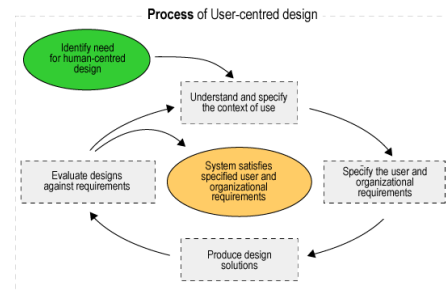 Process of User-centred design
Identify need
for human-centred
design
Understand and specify
the context of use
Evaluate designs
against requirements
System satisfies
specified user and
organizational
requirements
Specify the user and
organizational
requirements
Produce design
solutions